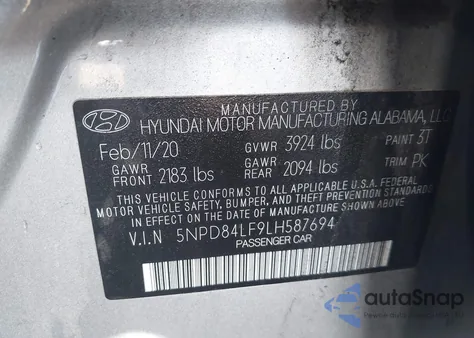 MANUFACTURED BY
HYUNDAI MOTOR MANUFACTURING ALABAMA, LLC
Feb/11/20 GVWR 3924 lbs PAINT 3T
GAWR FRONT 2183 lbs GAWR REAR 2094 lbs TRIM PK
THIS VEHICLE CONFORMS TO ALL APPLICABLE U.S.A. FEDERAL
MOTOR VEHICLE SAFETY, BUMPER, AND THEFT PREVENTION STANDARDS
IN EFFECT ON THE DATE OF MANUFACTURE SHOWN ABOVE.
V.I.N 5NPD84LF9LH587694
PASSENGER CAR
autoSnap